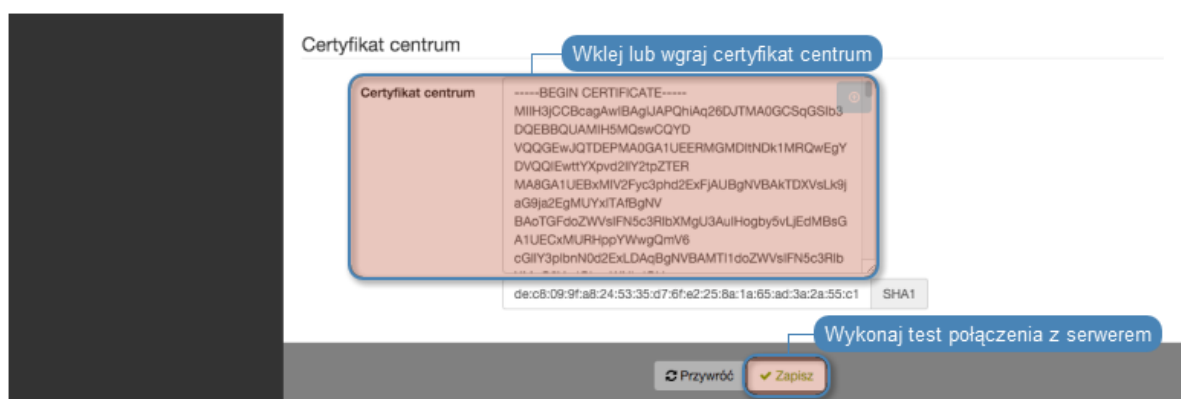 Certyfikat centrum
Wklej lub wgraj certyfikat centrum
Certyfikat centrum
-----BEGIN CERTIFICATE-----
MIIH3jCCBcagAwIBAgIJAPQhiAq26DJTMA0GCSqGSIb3
DQEBBQUAMIH5MQswCQYD
VQQGEwJQTDEPMA0GA1UEERMGMDItNDk1MRQwEgY
DVQQIEwttYXpvd2llY2tpZTER
MA8GA1UEBxMIV2Fyc3phd2ExFjAUBgNVBAkTDXVsLk9j
aG9ja2EgMUYxITAfBgNV
BAoTGFdoZWVsIFN5c3RlbXMgU3AuIHogby5vLjEdMBsG
A1UECxMURHppYWwgQmV6
cGllY3plbnN0d2ExLDAqBgNVBAMTI1doZWVsIFN5c3Rlb
de:c8:09:9f:a8:24:53:35:d7:6f:e2:25:8a:1a:65:ad:3a:2a:55:c1
SHA1
Wykonaj test połączenia z serwerem
Przywróć
Zapisz